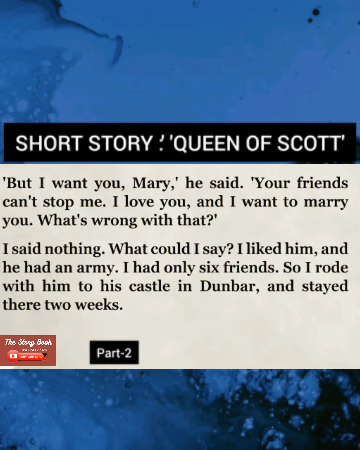 SHORT STORY :' 'QUEEN OF SCOTT'
'But I want you, Mary,' he said. 'Your friends
can't stop me. I love you, and I want to marry
you. What's wrong with that?'
I said nothing. What could I say? I liked him, and
he had an army. I had only six friends. So I rode
with him to his castle in Dunbar, and stayed
there two weeks.
The Story Book
Part-2